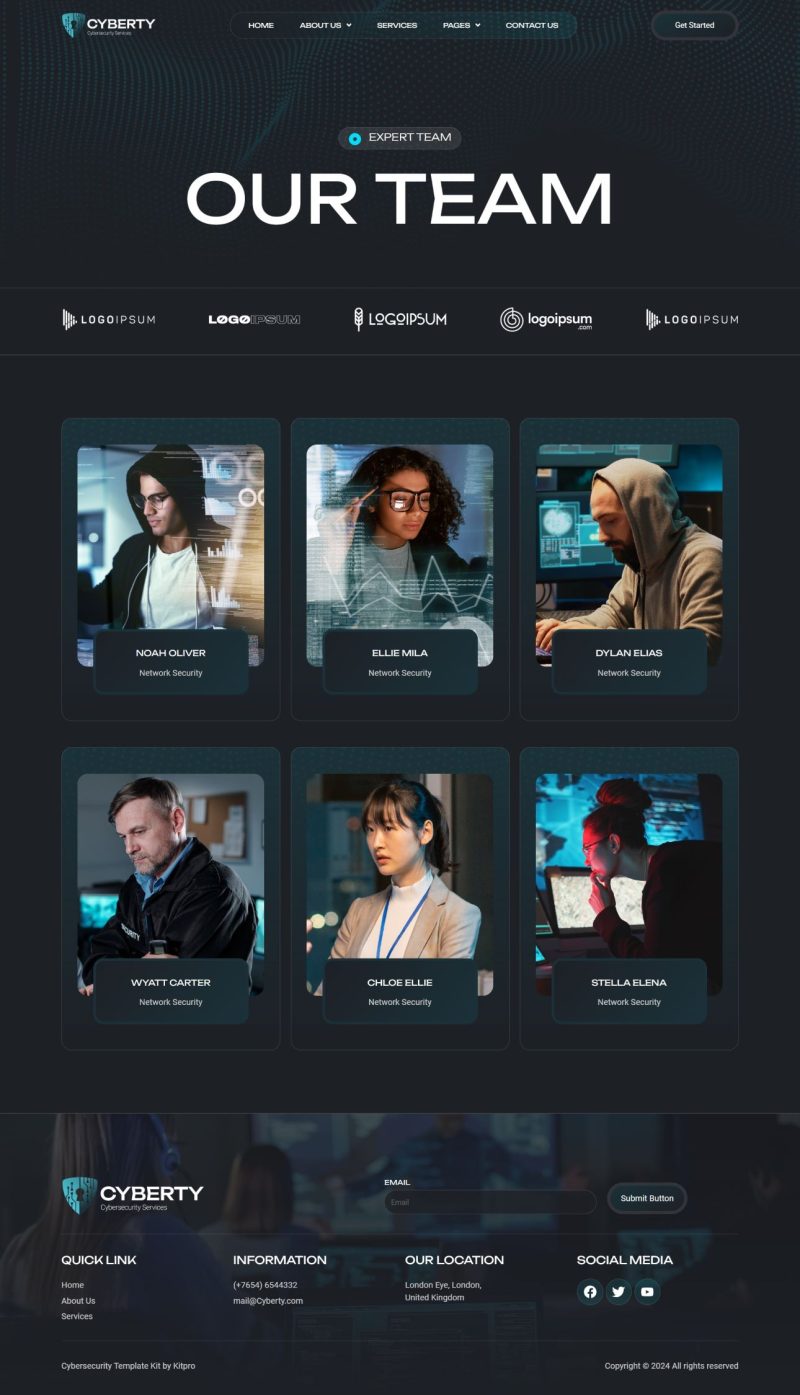 CYBERTY
Cybersecurity Services
HOME ABOUT US SERVICES PAGES CONTACT US
Get Started
EXPERT TEAM
OUR TEAM
LOGOIPSUM LOGOIPSUM LOGOIPSUM logoipsum LOGOIPSUM
.com
NOAH OLIVER
Network Security
ELLIE MILA
Network Security
DYLAN ELIAS
Network Security
SECURITY
WYATT CARTER
Network Security
CHLOE ELLIE
Network Security
STELLA ELENA
Network Security
CYBERTY
Cybersecurity Services
EMAIL
Email
Submit Button
QUICK LINK
Home
About Us
Services
INFORMATION
(+7654) 6544332
mail@Cyberty.com
OUR LOCATION
London Eye, London,
United Kingdom
SOCIAL MEDIA
Cybersecurity Template Kit by Kitpro
Copyright © 2024 All rights reserved